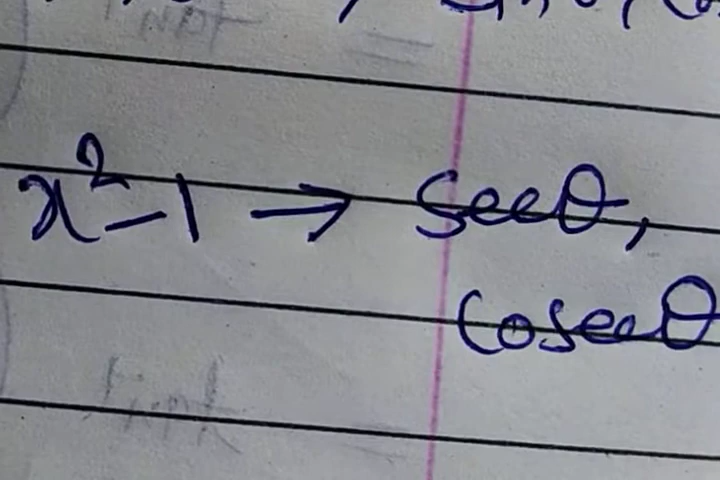 x² - 1 → secθ,
cosecθ